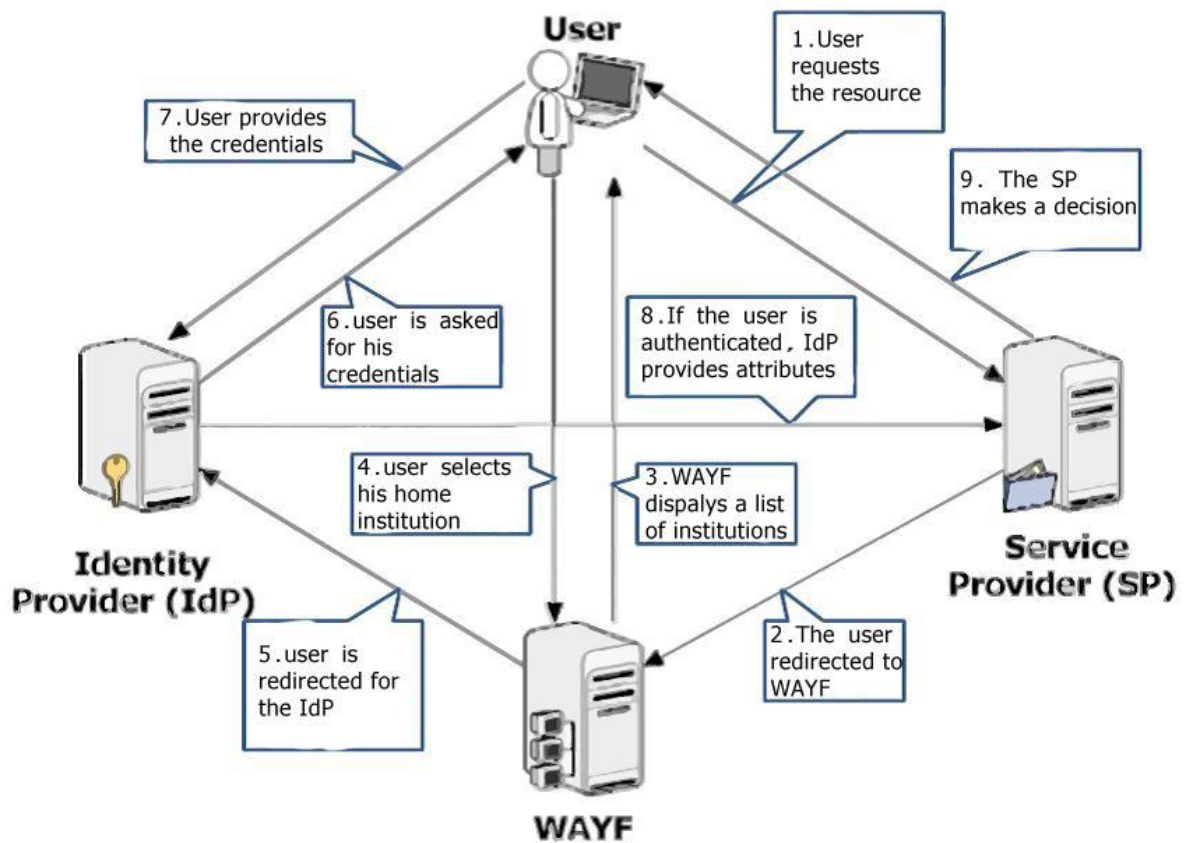 User
1.User
requests
the resource
7.User provides
the credentials
9. The SP
makes a decision
6.user is asked
for his
credentials
8.If the user is
authenticated, IdP
provides attributes
4.user selects
his home
institution
3.WAYF
dispalys a list
of institutions
Identity
Provider (IdP)
Service
Provider (SP)
5.user is
redirected for
the IdP
2.The user
redirected to
WAYF
WAYF